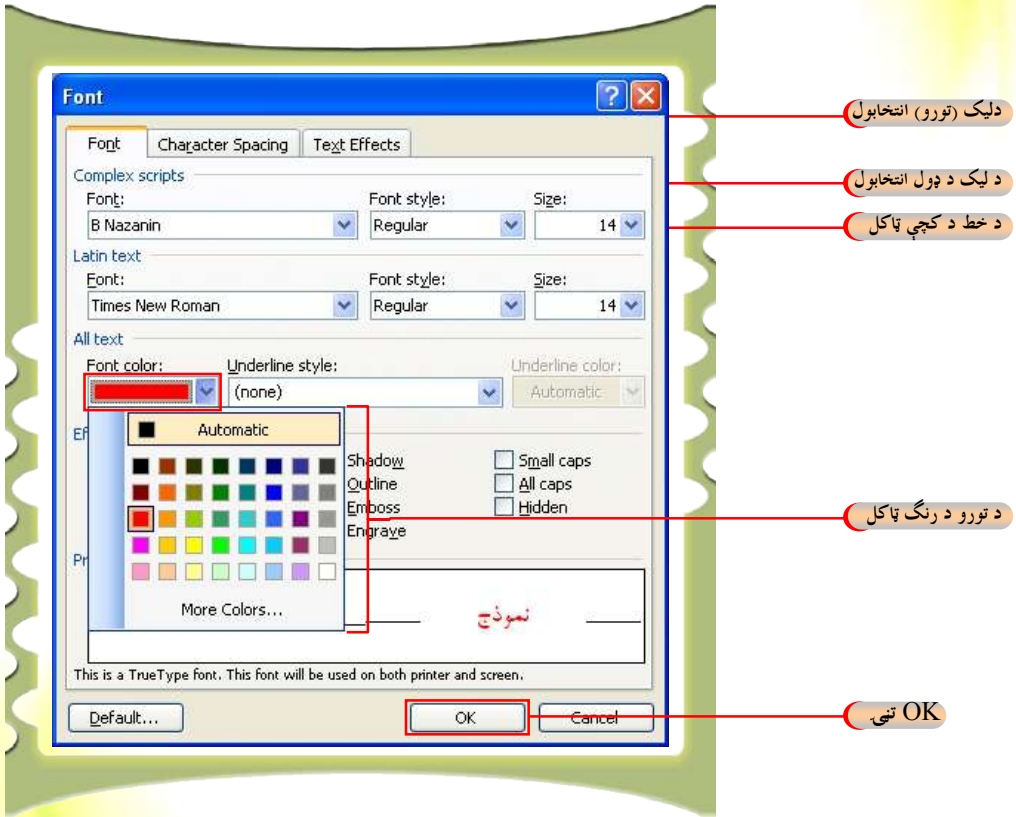 Font
Font Character Spacing Text Effects
Complex scripts
Font: Font style: Size:
B Nazanin Regular 14
Latin text
Font: Font style: Size:
Times New Roman Regular 14
All text
Font color: Underline style: Underline color:
(none) Automatic
Automatic
Shadow Small caps
Outline All caps
Emboss Hidden
Engrave
More Colors...
نموذج
This is a TrueType font. This font will be used on both printer and screen.
Default... OK Cancel
دلیک (تورو) انتخابول
د لیک د ډول انتخابول
د خط د کچې ټاکل
د تورو د رنگ ټاکل
OK تڼۍ